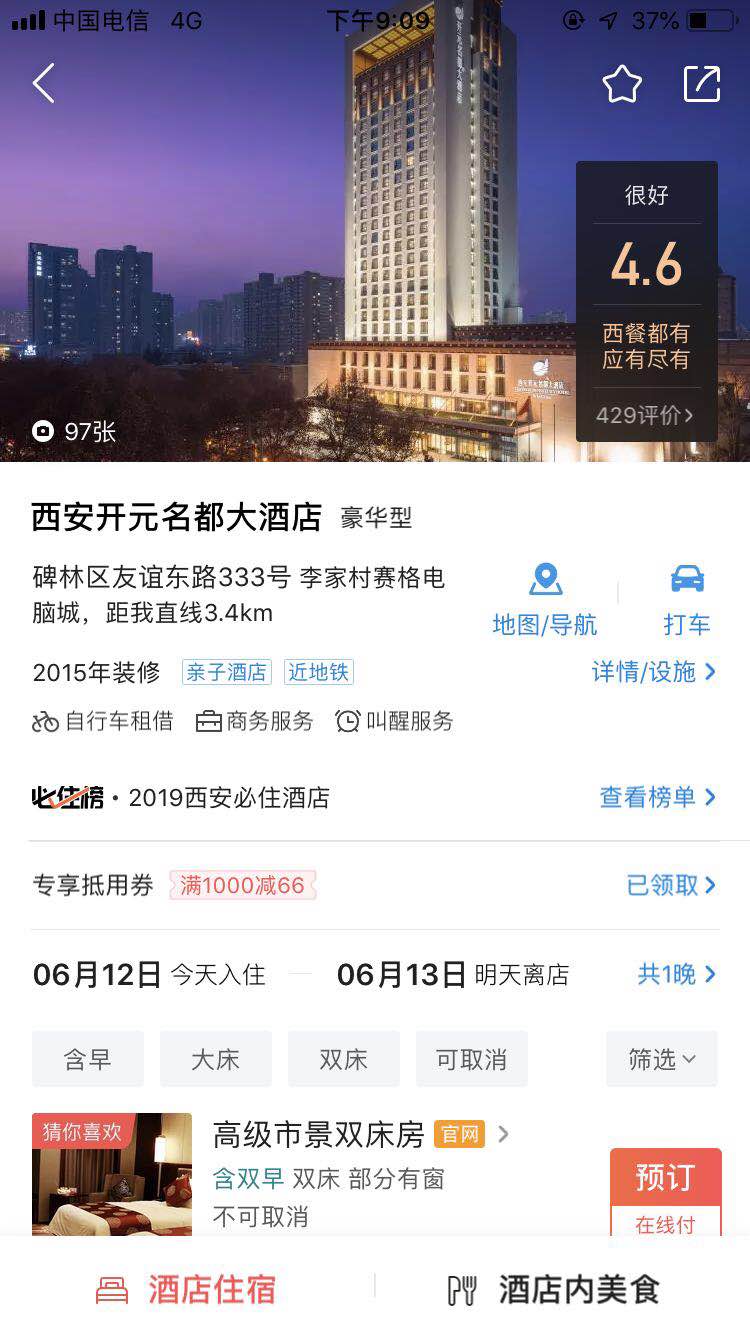 中国电信 4G 下午9:09 37%
开元名都大酒店
很好
4.6
西餐都有
应有尽有
429评价
97张
西安开元名都大酒店 豪华型
碑林区友谊东路333号 李家村赛格电
脑城，距我直线3.4km
地图/导航 打车
2015年装修 亲子酒店 近地铁 详情/设施
自行车租借 商务服务 叫醒服务
必住榜·2019西安必住酒店 查看榜单
专享抵用券 满1000减66 已领取
06月12日 今天入住 06月13日 明天离店 共1晚
含早 大床 双床 可取消 筛选
猜你喜欢
高级市景双床房 官网
含双早 双床 部分有窗
不可取消
预订
在线付
酒店住宿 酒店内美食